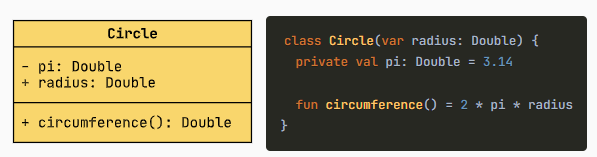 Circle
- pi: Double
+ radius: Double
+ circumference(): Double
class Circle(var radius: Double) {
private val pi: Double = 3.14
fun circumference() = 2 * pi * radius
}